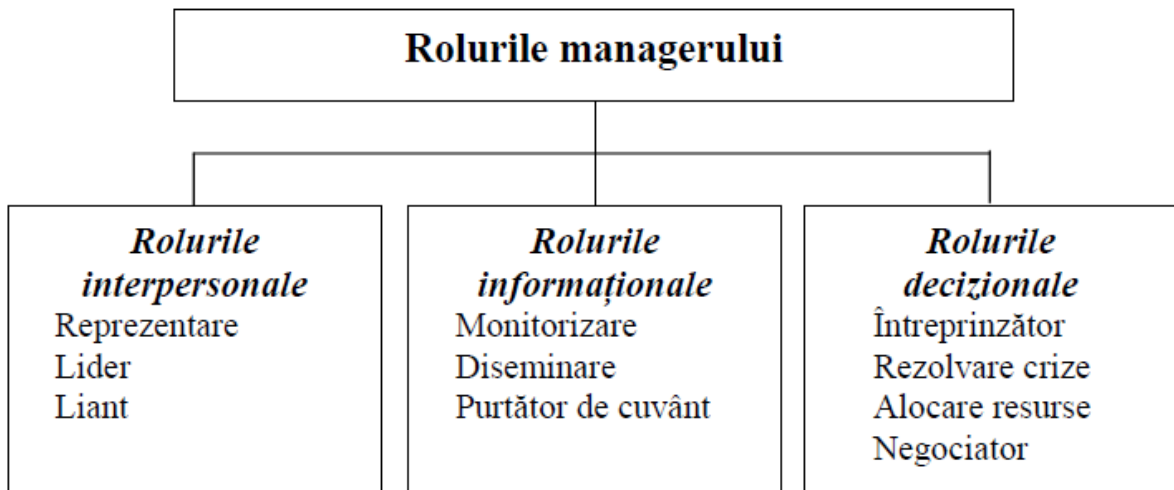 Rolurile managerului
Rolurile
interpersonale
Reprezentare
Lider
Liant
Rolurile
informaționale
Monitorizare
Diseminare
Purtător de cuvânt
Rolurile
decizionale
Întreprinzător
Rezolvare crize
Alocare resurse
Negociator